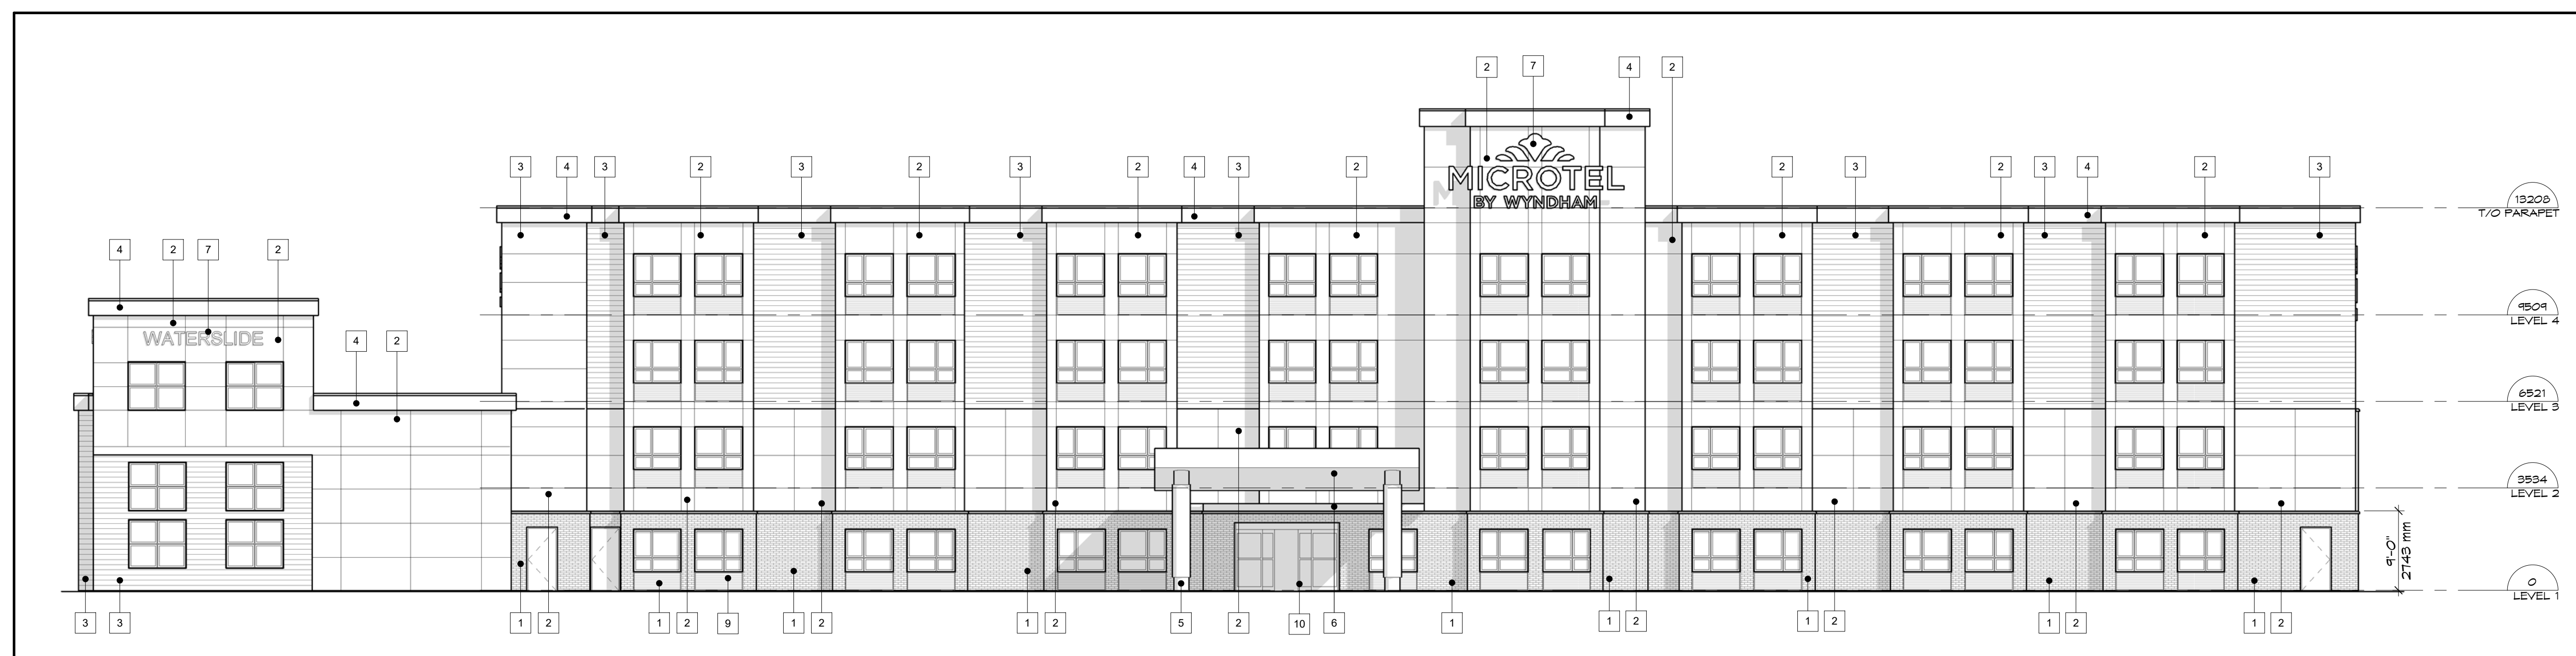 2 7 4 2
3 4 3 2 3 2 3 2 4 3 2 2 3 2 3 4 2 3
MICROTEL
BY WYNDHAM
13208
T/O PARAPET
4 2 7 2
WATERSLIDE
4 2
9509
LEVEL 4
6521
LEVEL 3
3534
LEVEL 2
9'-0"
2743 mm
0
LEVEL 1
3 3 1 2 1 2 9 1 2 1 2 5 2 10 6 1 1 2 1 2 1 2 1 2